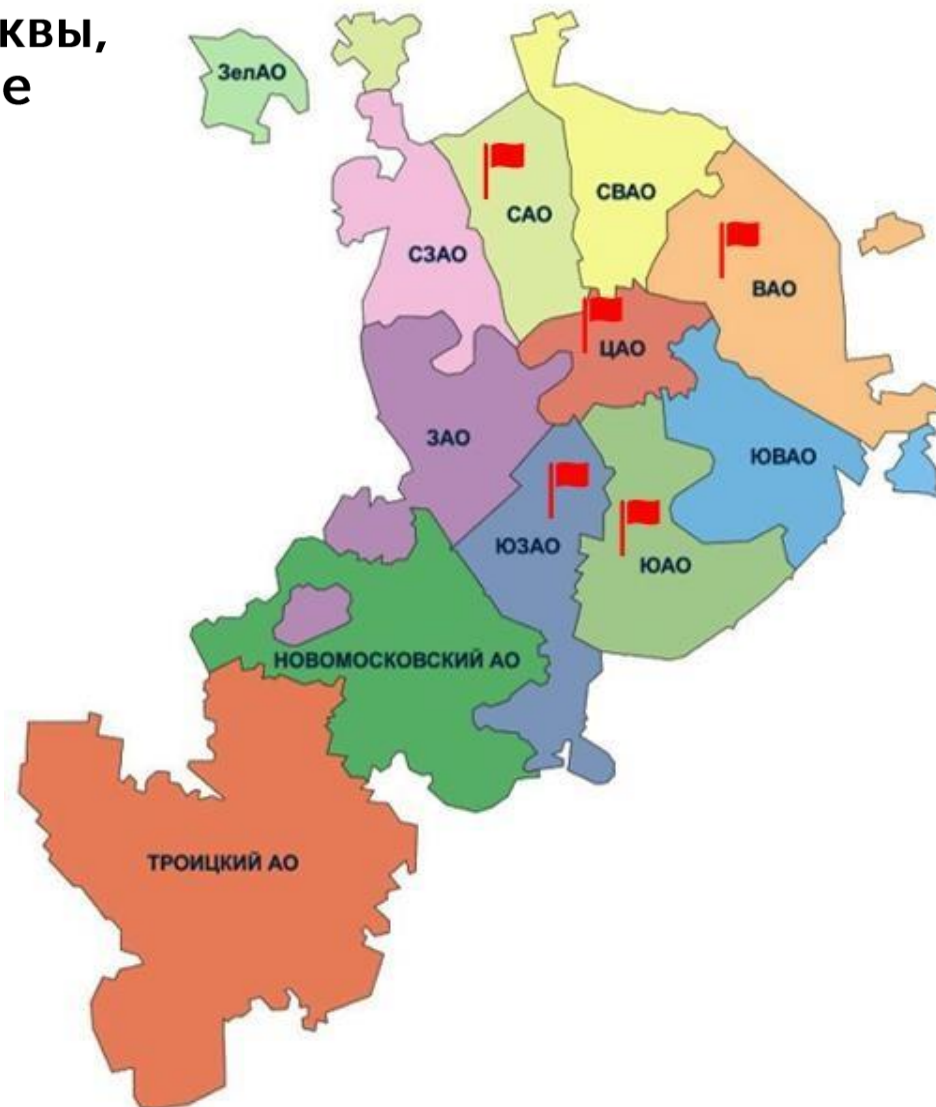 квы,
е
ЗелАО
СВАО
САО
СЗАО
ВАО
ЦАО
ЗАО
ЮВАО
ЮЗАО
ЮАО
НОВОМОСКОВСКИЙ АО
ТРОИЦКИЙ АО